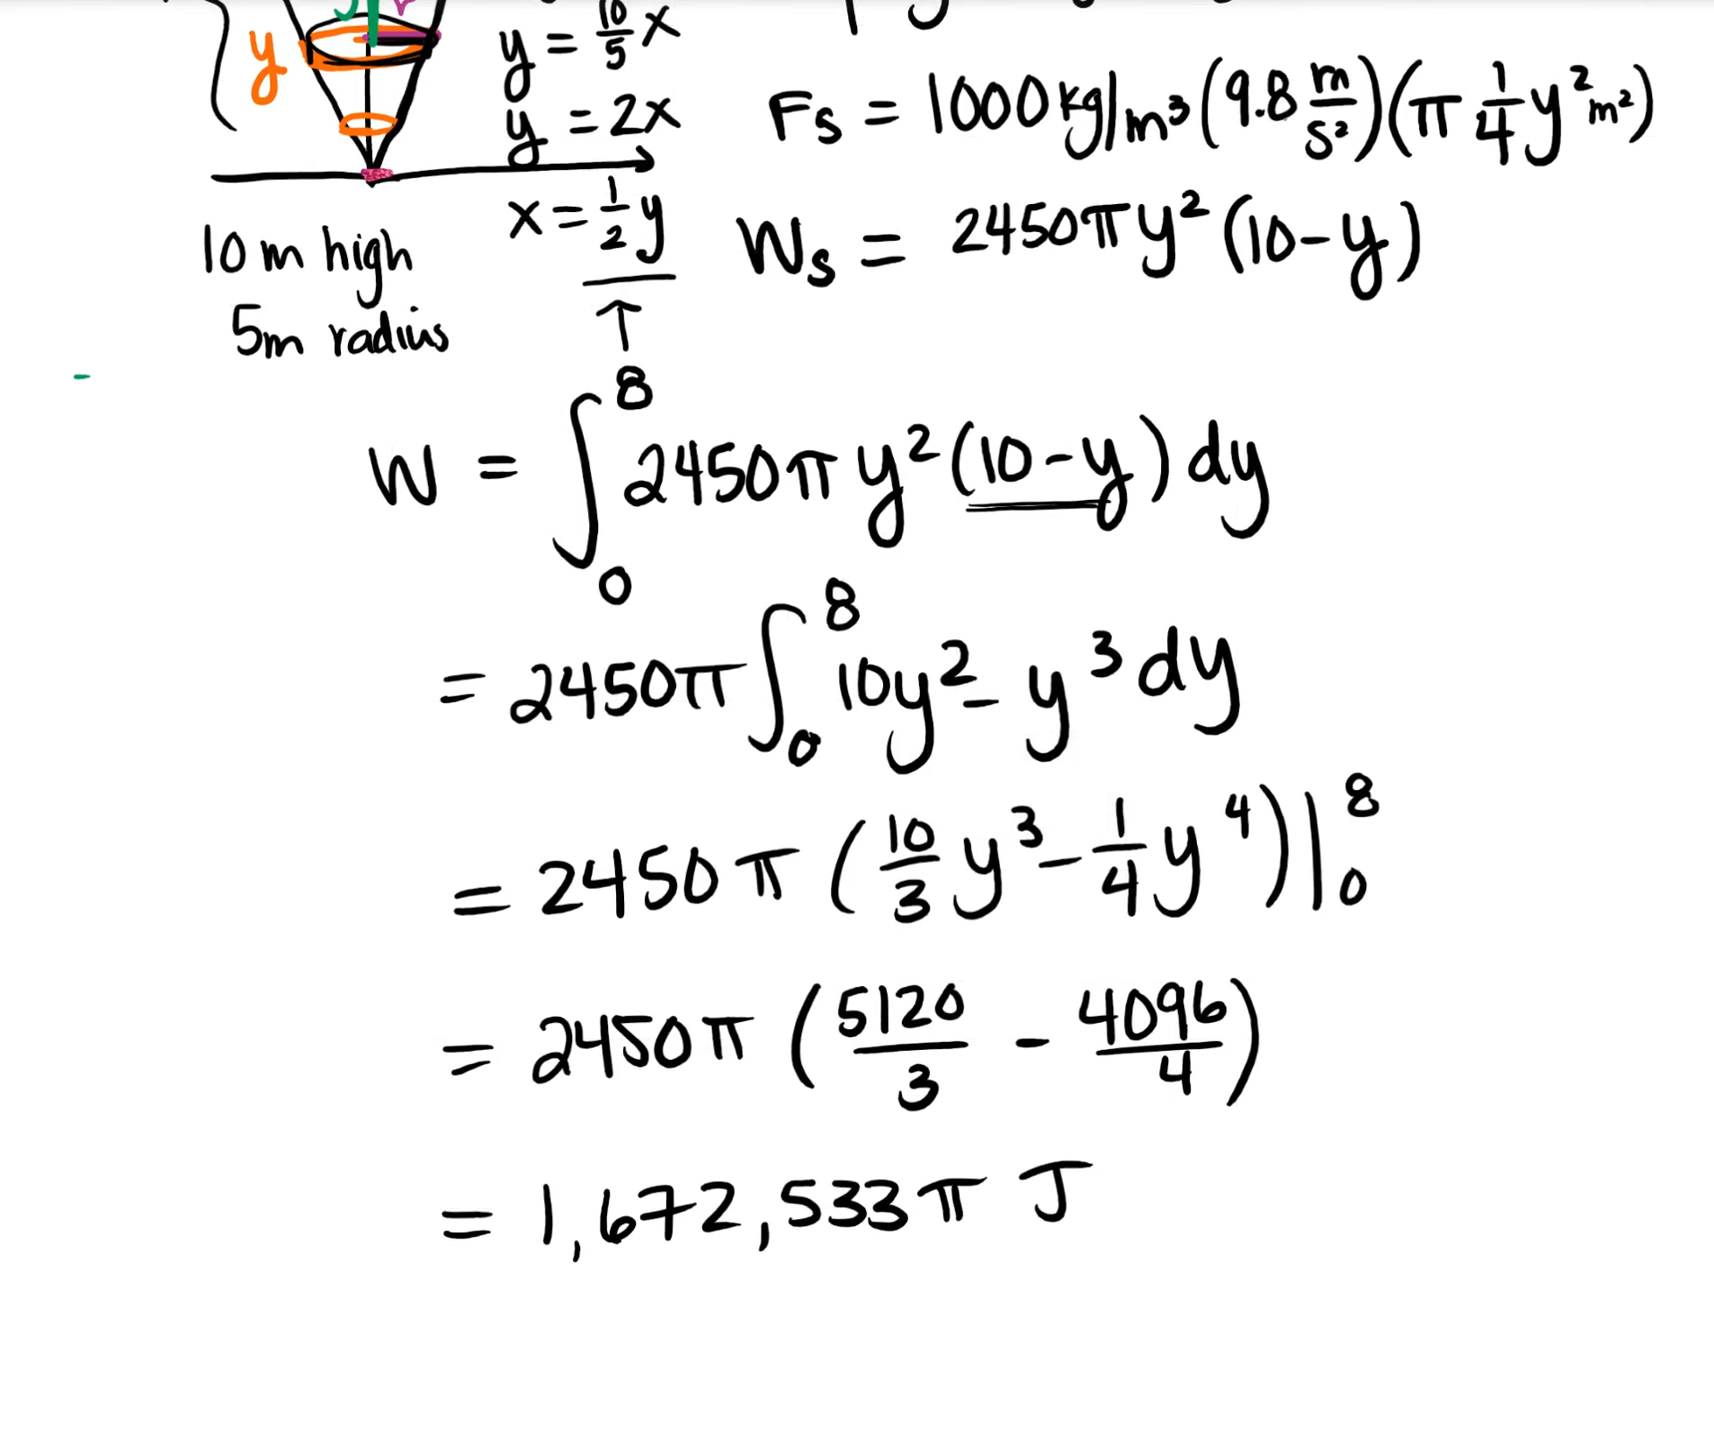 y
y = 10/5 x
y = 2x
Fs = 1000 kg/m³ (9.8 m/s²)(π 1/4 y² m²)
x = 1/2 y
Ws = 2450π y² (10-y)
10 m high
5m radius
↑
W = ∫₀⁸ 2450π y² (10-y) dy
= 2450π ∫₀⁸ 10y² - y³ dy
= 2450π (10/3 y³ - 1/4 y⁴)|₀⁸
= 2450π (5120/3 - 4096/4)
= 1,672,533π J